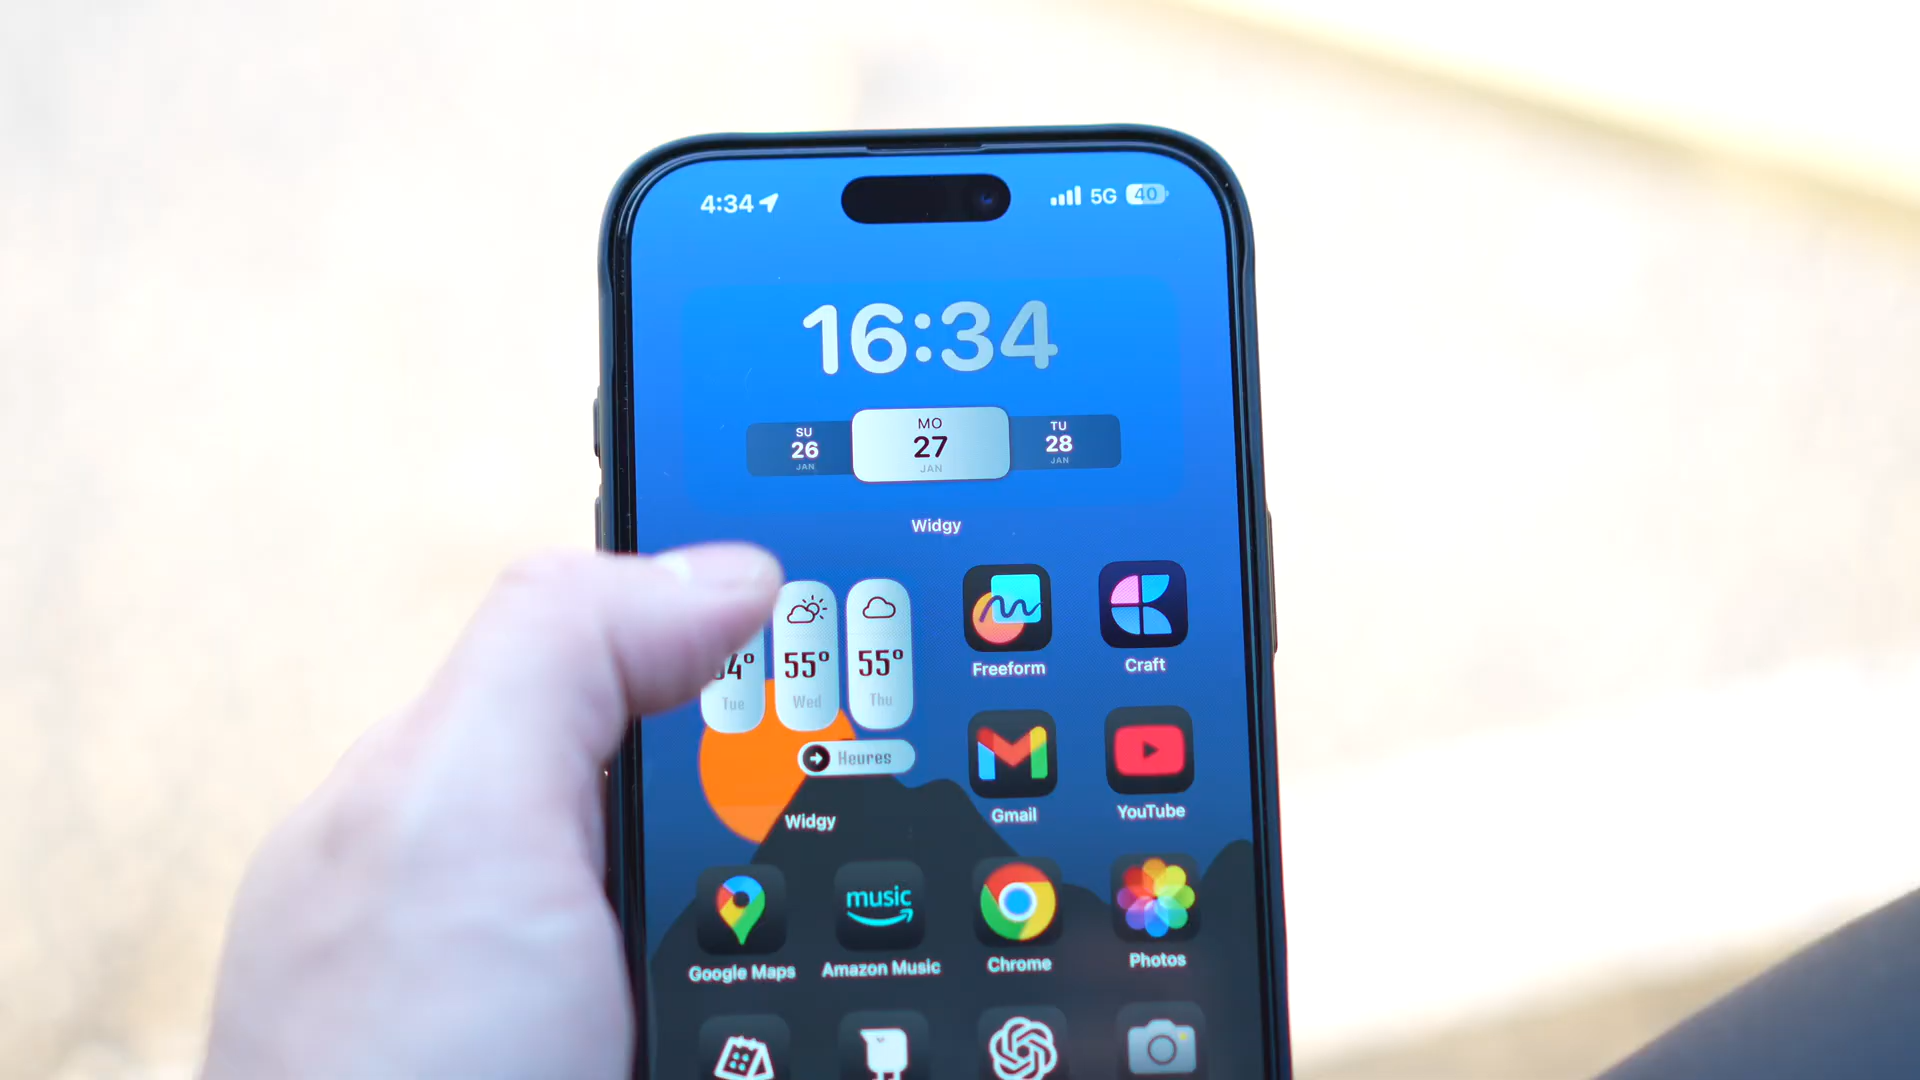 4:34 5G 40
16:34
SU MO TU
26 27 28
JAN JAN JAN
Widgy
55° 55°
Tue Wed Thu
Heures
Widgy
Freeform Craft
Gmail YouTube
music
Google Maps Amazon Music Chrome Photos